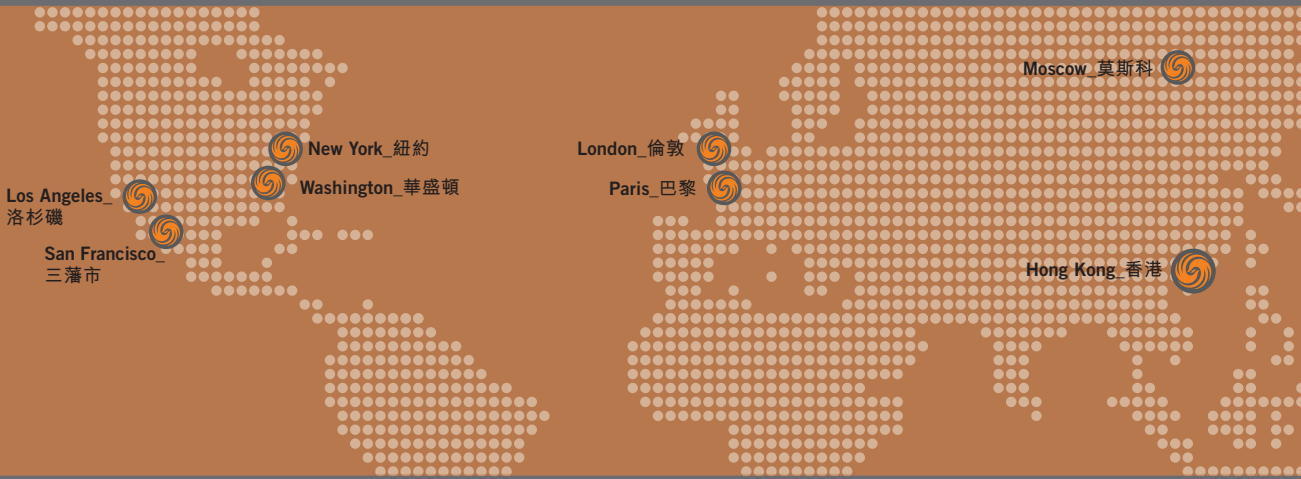 Moscow_莫斯科
New York_紐約
London_倫敦
Washington_華盛頓
Paris_巴黎
Los Angeles_
洛杉磯
San Francisco_
三藩市
Hong Kong_香港